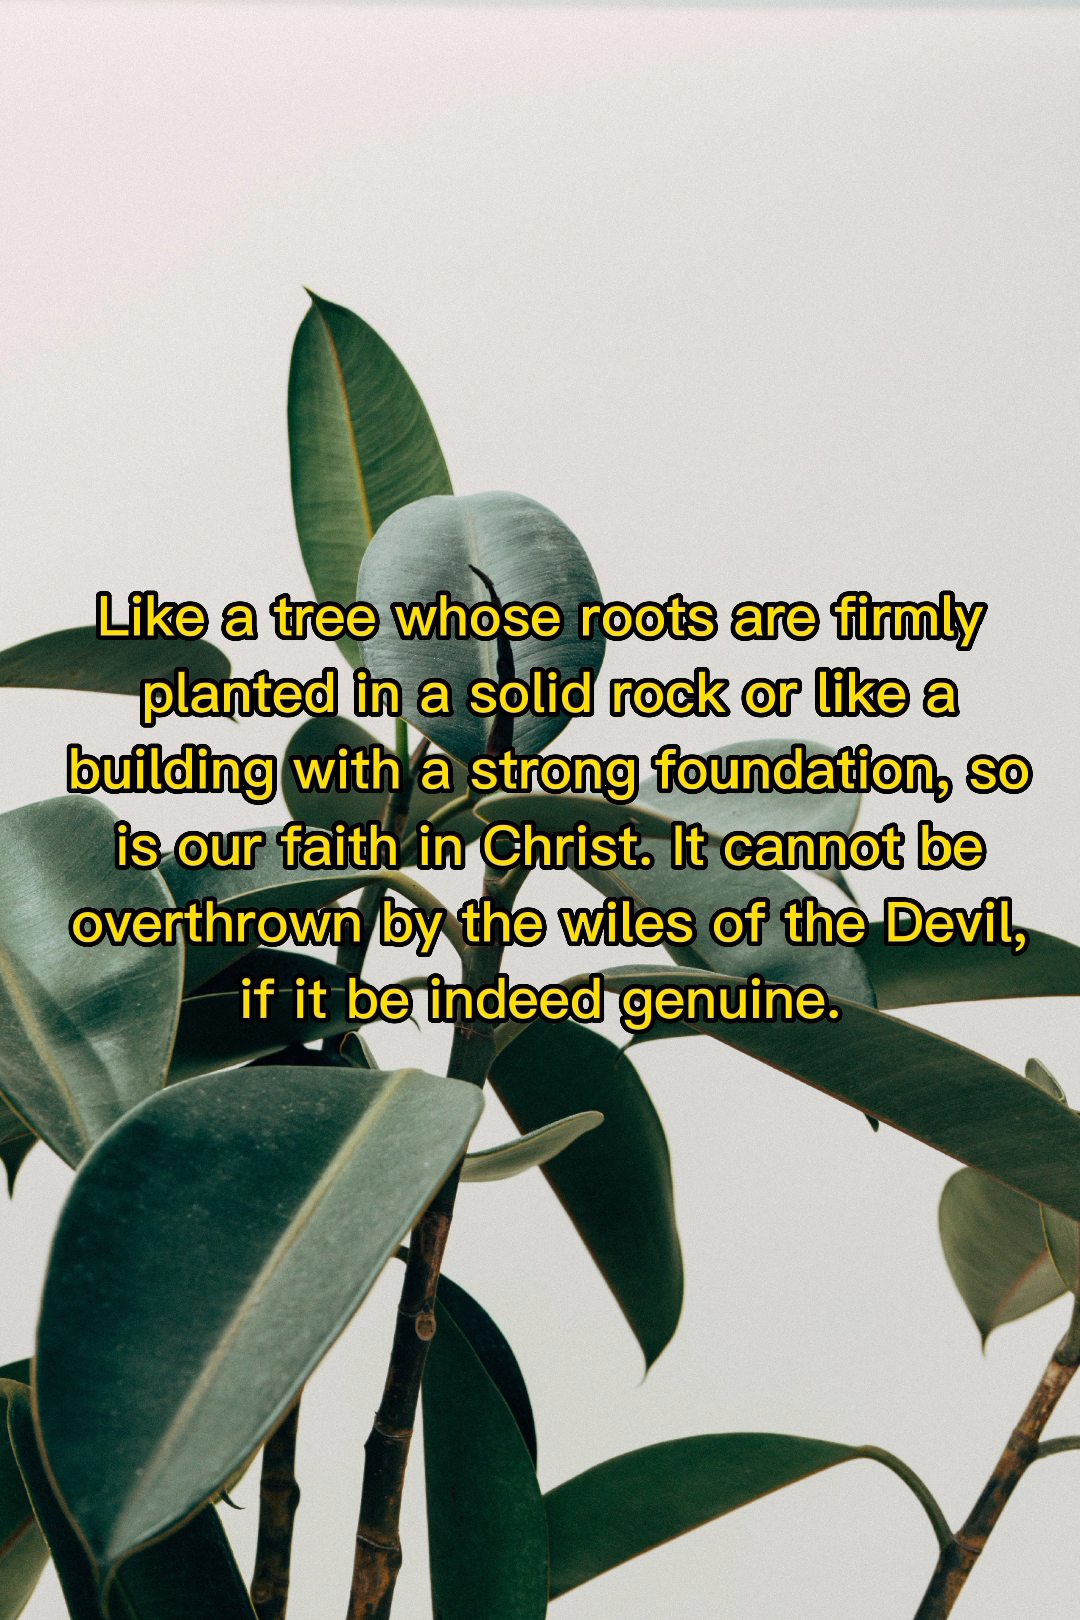 Like a tree whose roots are firmly
planted in a solid rock or like a
building with a strong foundation, so
is our faith in Christ. It cannot be
overthrown by the wiles of the Devil,
if it be indeed genuine.